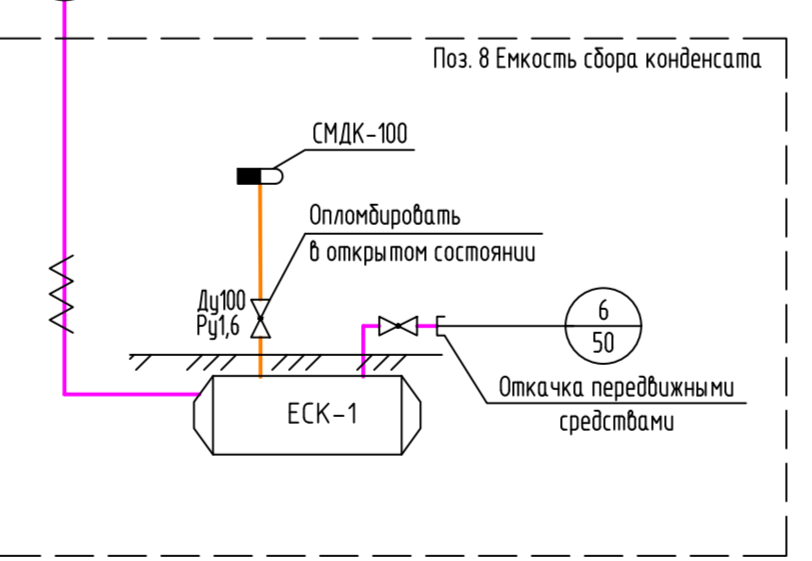 Поз. 8 Емкость сбора конденсата
СМДК-100
Опломбировать
в открытом состоянии
Ду100
Ру1,6
6
50
ЕСК-1
Откачка передвижными
средствами